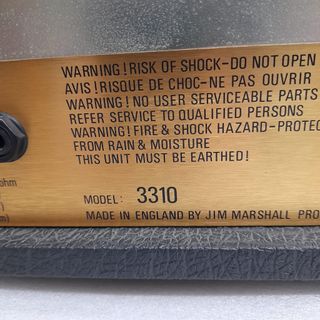 WARNING! RISK OF SHOCK-DO NOT OPEN
AVIS! RISQUE DE CHOC-NE PAS OUVRIR
WARNING! NO USER SERVICEABLE PARTS
REFER SERVICE TO QUALIFIED PERSONS
WARNING! FIRE & SHOCK HAZARD-PROTEC
FROM RAIN & MOISTURE
THIS UNIT MUST BE EARTHED!
ohm
MODEL: 3310
MADE IN ENGLAND BY JIM MARSHALL PRO